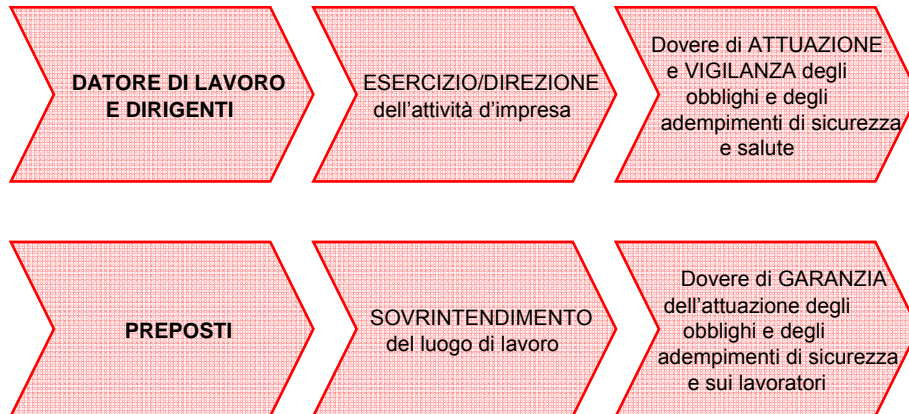 DATORE DI LAVORO
E DIRIGENTI
ESERCIZIO/DIREZIONE
dell'attività d'impresa
Dovere di ATTUAZIONE
e VIGILANZA degli
obblighi e degli
adempimenti di sicurezza
e salute
PREPOSTI
SOVRINTENDIMENTO
del luogo di lavoro
Dovere di GARANZIA
dell'attuazione degli
obblighi e degli
adempimenti di sicurezza
e sui lavoratori